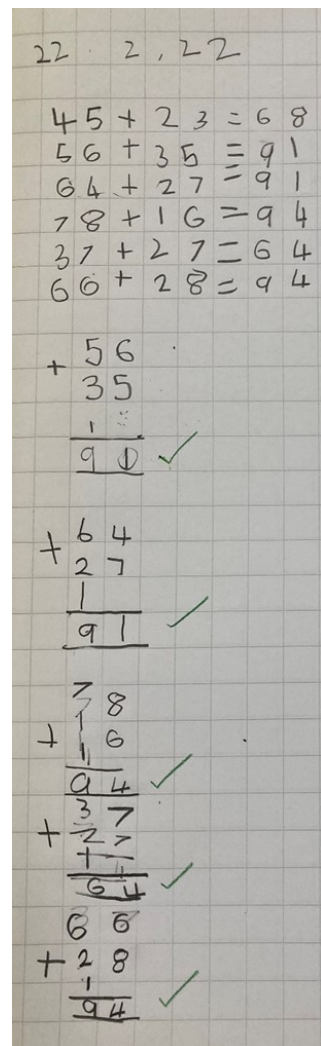 22 . 2 . 22
45 + 23 = 68
56 + 35 = 91
64 + 27 = 91
78 + 16 = 94
37 + 27 = 64
66 + 28 = 94
56
+ 35
1
91 ✓
64
+ 27
1
91 ✓
78
+ 16
1
94 ✓
37
+ 27
1
64 ✓
66
+ 28
1
94 ✓